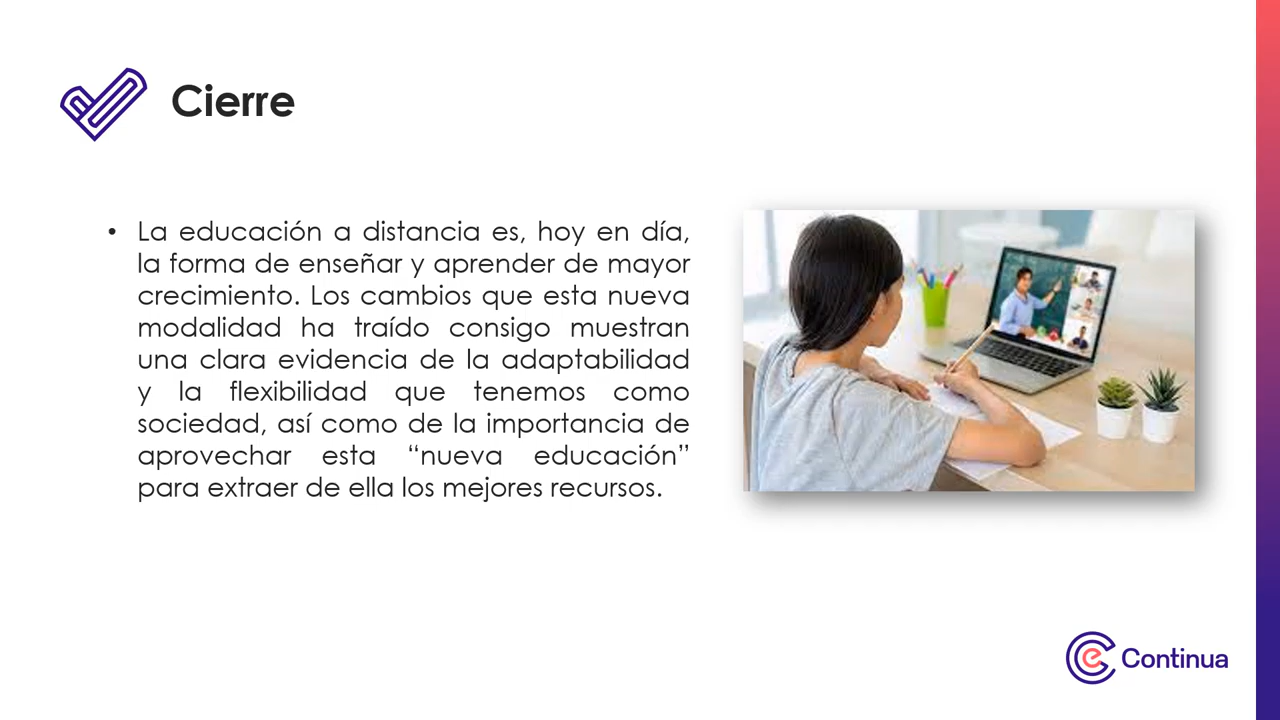 Cierre
• La educación a distancia es, hoy en día,
la forma de enseñar y aprender de mayor
crecimiento. Los cambios que esta nueva
modalidad ha traído consigo muestran
una clara evidencia de la adaptabilidad
y la flexibilidad que tenemos como
sociedad, así como de la importancia de
aprovechar esta “nueva educación”
para extraer de ella los mejores recursos.
e Continua